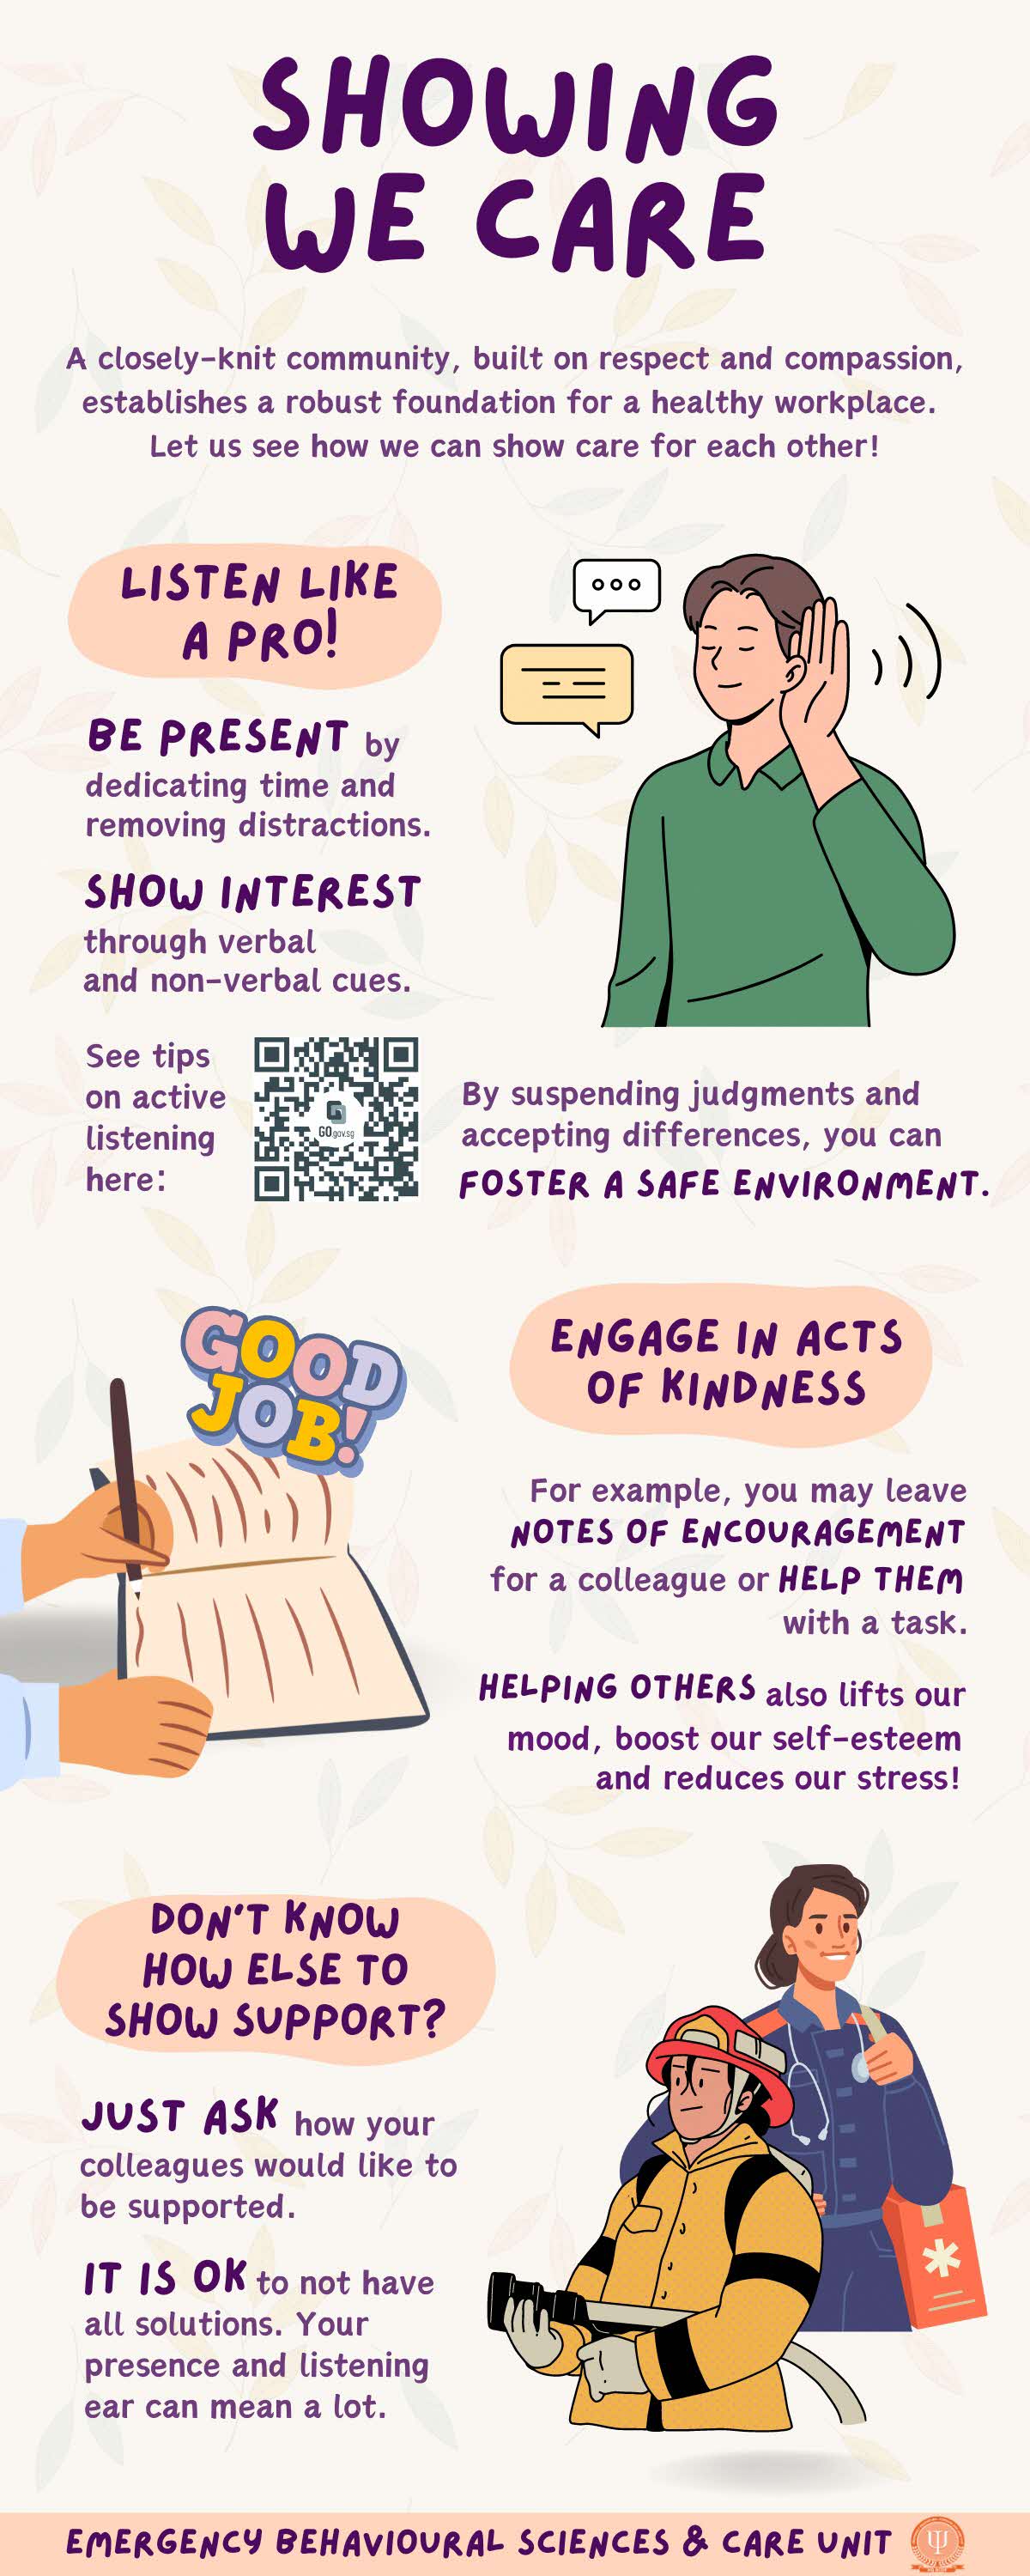 SHOWING
WE CARE
A closely-knit community, built on respect and compassion,
establishes a robust foundation for a healthy workplace.
Let us see how we can show care for each other!
LISTEN LIKE
A PRO!
BE PRESENT by
dedicating time and
removing distractions.
SHOW INTEREST
through verbal
and non-verbal cues.
See tips
on active
listening
here:
GO.gov.sg
By suspending judgments and
accepting differences, you can
FOSTER A SAFE ENVIRONMENT.
GOOD
JOB!
ENGAGE IN ACTS
OF KINDNESS
For example, you may leave
NOTES OF ENCOURAGEMENT
for a colleague or HELP THEM
with a task.
HELPING OTHERS also lifts our
mood, boost our self-esteem
and reduces our stress!
DON'T KNOW
HOW ELSE TO
SHOW SUPPORT?
JUST ASK how your
colleagues would like to
be supported.
IT IS OK to not have
all solutions. Your
presence and listening
ear can mean a lot.
EMERGENCY BEHAVIOURAL SCIENCES & CARE UNIT